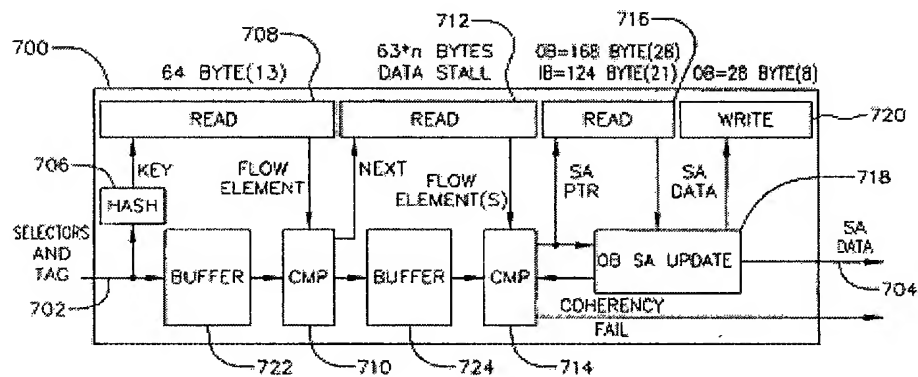 712
716
708
63*n BYTES
OB=168 BYTE(28)
700
64 BYTE(13)
DATA STALL
IB=124 BYTE(21)
OB=28 BYTE(8)
READ
READ
READ
WRITE
720
706
KEY
FLOW
ELEMENT
NEXT
FLOW
ELEMENT(S)
SA
PTR
SA
DATA
718
HASH
SELECTORS
AND
TAG
BUFFER
CMP
BUFFER
CMP
OB SA UPDATE
SA
DATA
702
704
COHERENCY
FAIL
722
710
724
714